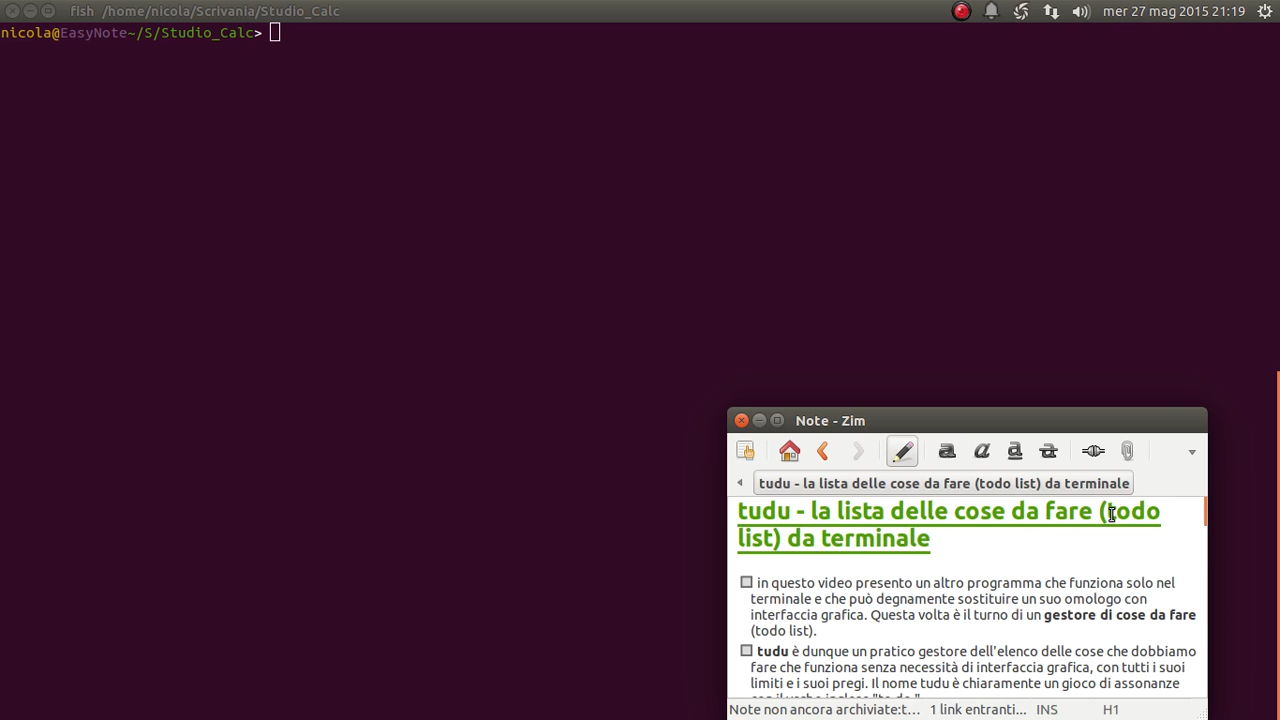 fish /home/nicola/Scrivania/Studio_Calc
mer 27 mag 2015 21:19
nicola@EasyNote~/S/Studio_Calc>
Note - Zim
a a a a
tudu - la lista delle cose da fare (todo list) da terminale
tudu - la lista delle cose da fare (todo
list) da terminale
in questo video presento un altro programma che funziona solo nel
terminale e che può degnamente sostituire un suo omologo con
interfaccia grafica. Questa volta è il turno di un gestore di cose da fare
(todo list).
tudu è dunque un pratico gestore dell'elenco delle cose che dobbiamo
fare che funziona senza necessità di interfaccia grafica, con tutti i suoi
limiti e i suoi pregi. Il nome tudu è chiaramente un gioco di assonanze
Note non ancora archiviate:t... 1 link entranti... INS H1